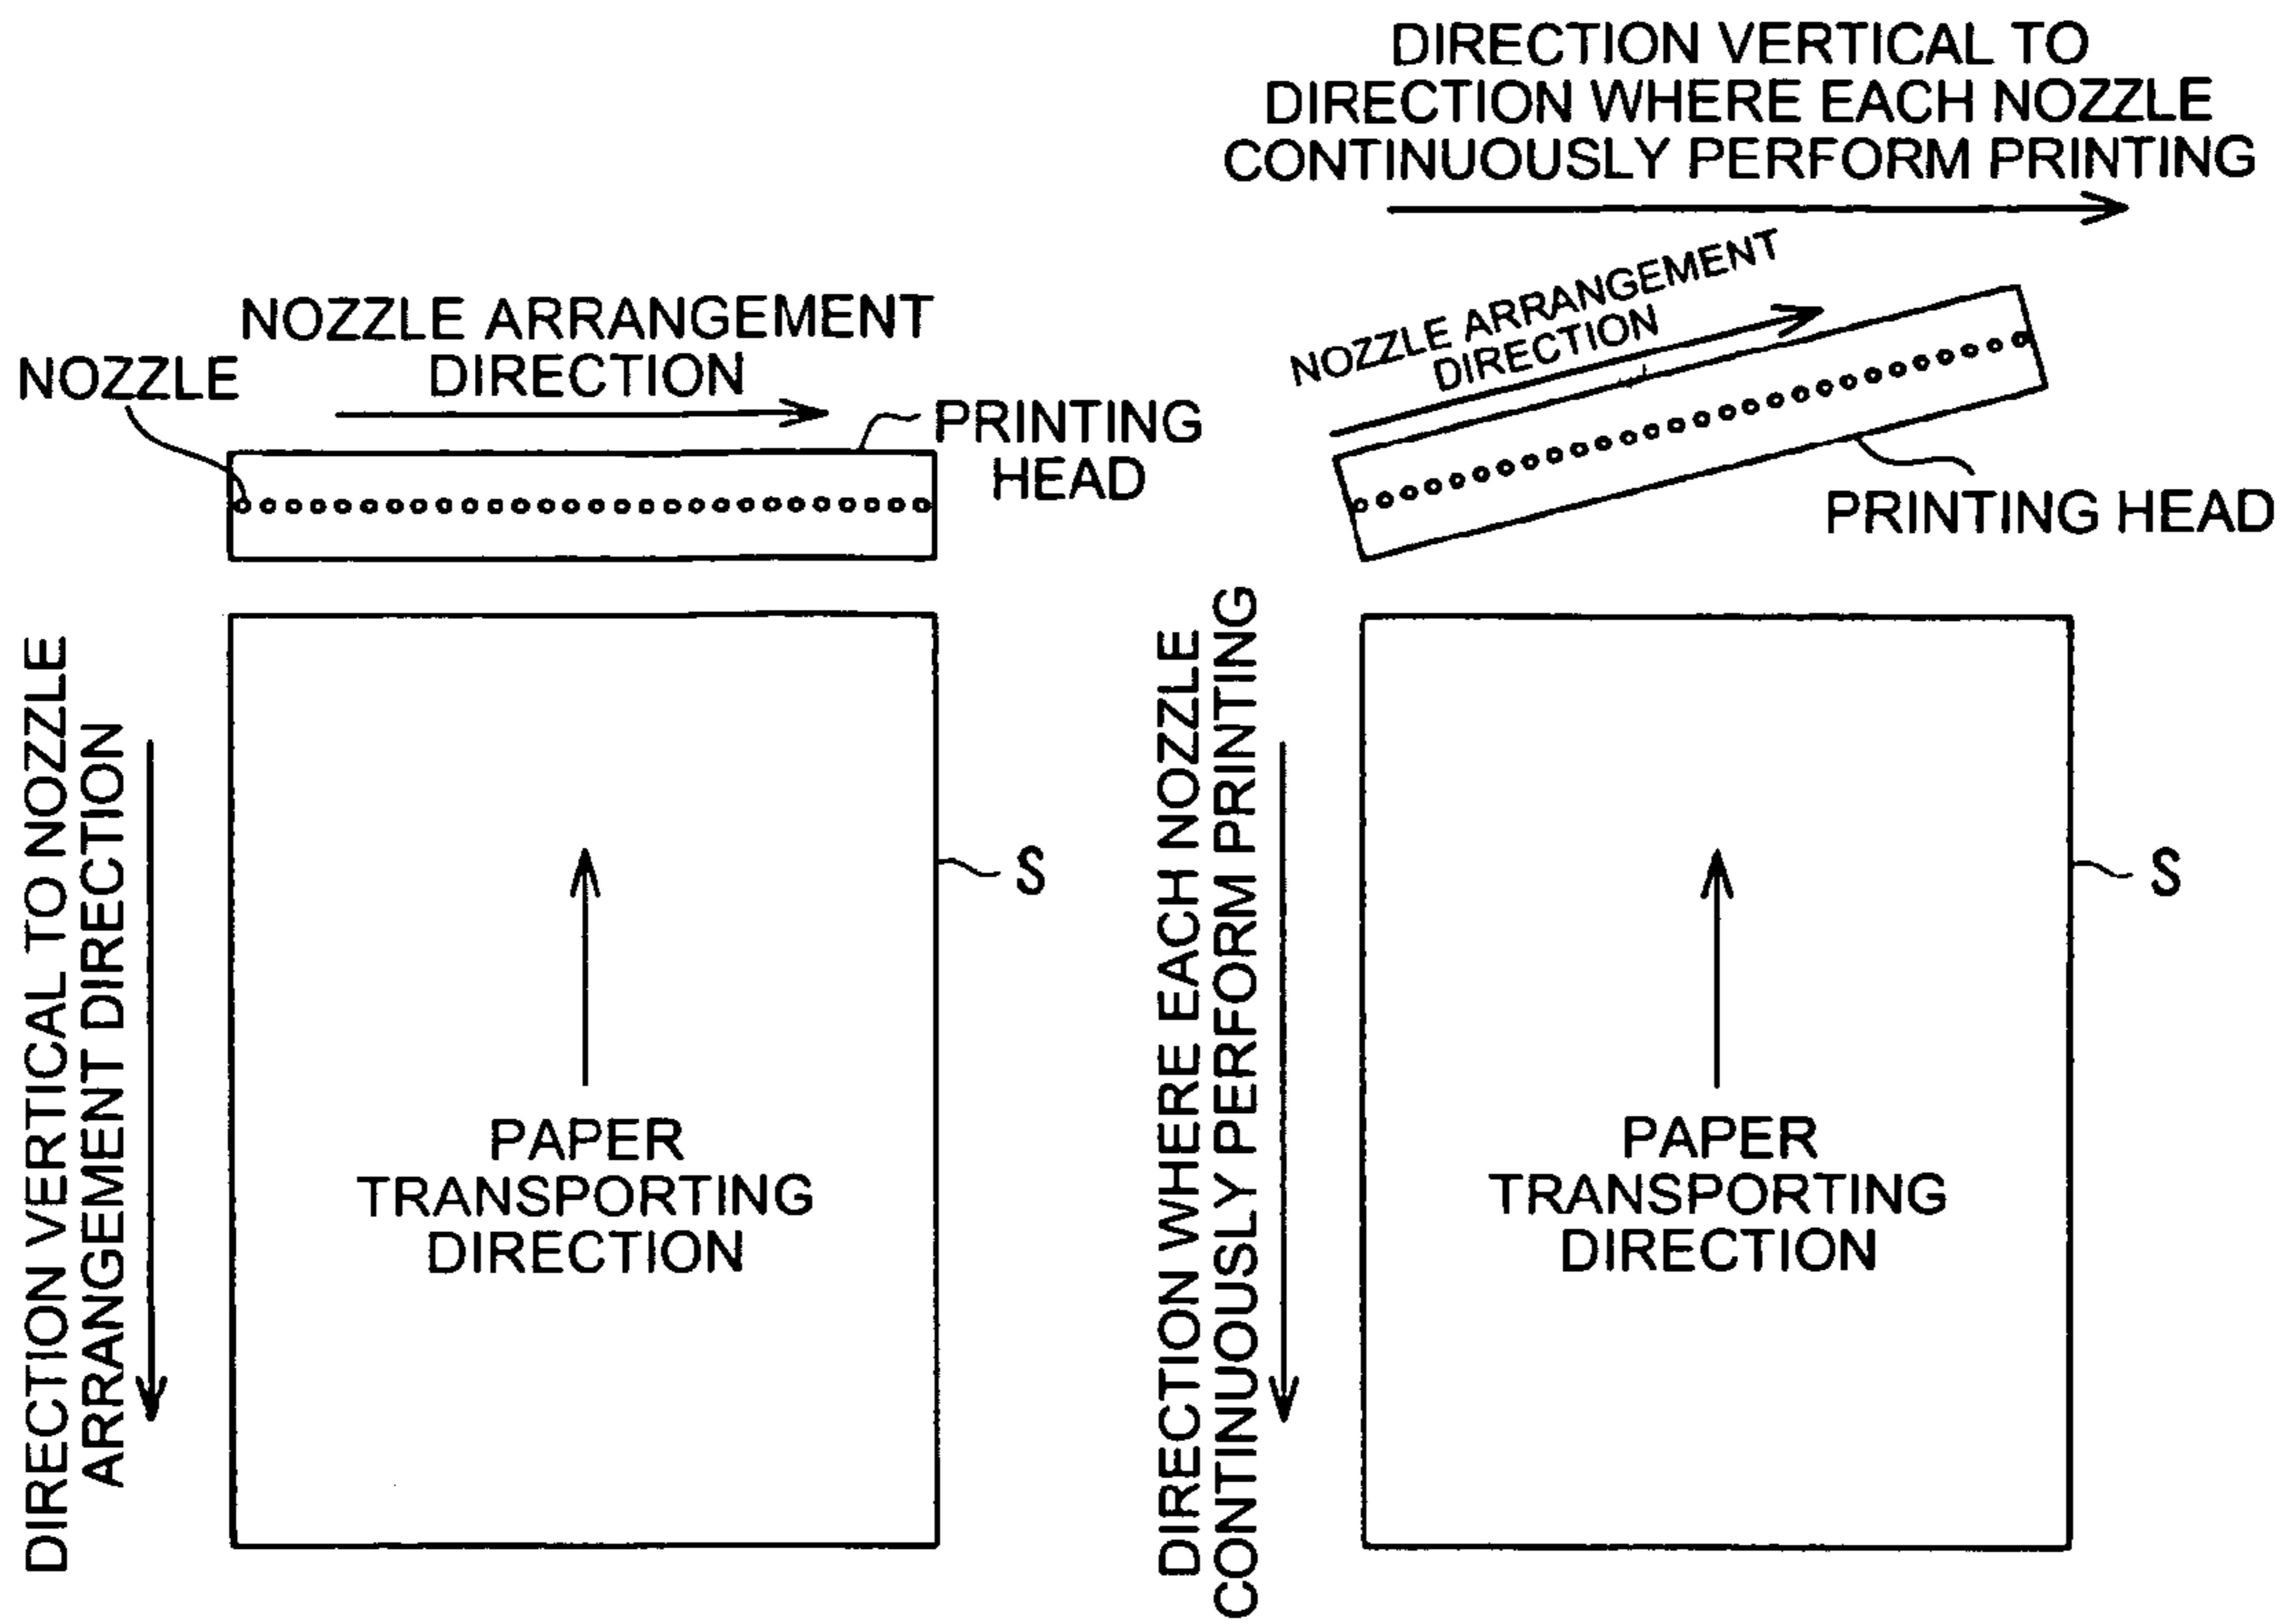 NOZZLE ARRANGEMENT
DIRECTION
NOZZLE
PRINTING
HEAD
DIRECTION VERTICAL TO NOZZLE
ARRANGEMENT DIRECTION
S
PAPER
TRANSPORTING
DIRECTION
DIRECTION VERTICAL TO
DIRECTION WHERE EACH NOZZLE
CONTINUOUSLY PERFORM PRINTING
NOZZLE ARRANGEMENT
DIRECTION
PRINTING HEAD
DIRECTION WHERE EACH NOZZLE
CONTINUOUSLY PERFORM PRINTING
S
PAPER
TRANSPORTING
DIRECTION